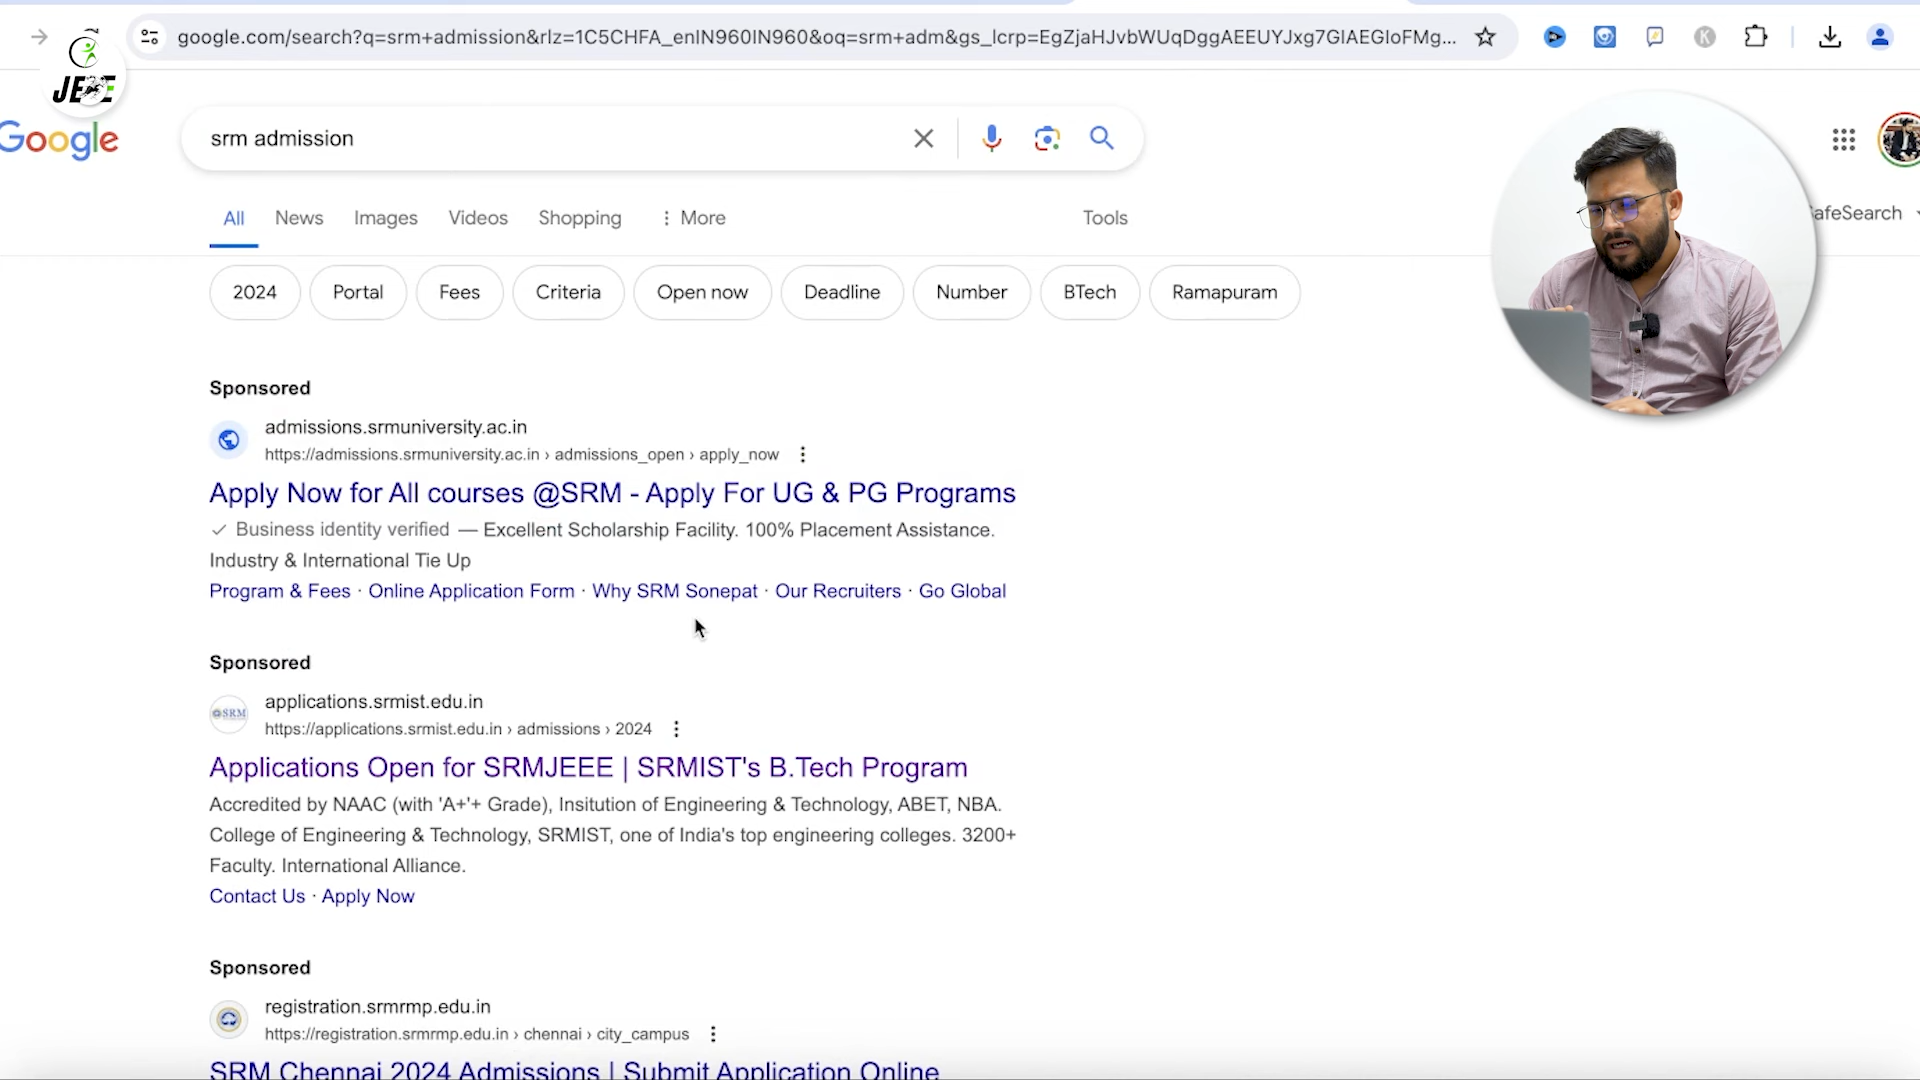 google.com/search?q=srm+admission&rlz=1C5CHFA_enIN960IN960&oq=srm+adm&gs_lcrp=EgZjaHJvbWUqDggAEEUYJxg7GIAEGIoFMg...
JEEE
Google
srm admission
All
News
Images
Videos
Shopping
More
Tools
afeSearch
2024
Portal
Fees
Criteria
Open now
Deadline
Number
BTech
Ramapuram
Sponsored
admissions.srmuniversity.ac.in
https://admissions.srmuniversity.ac.in › admissions_open › apply_now
Apply Now for All courses @SRM - Apply For UG & PG Programs
Business identity verified — Excellent Scholarship Facility. 100% Placement Assistance.
Industry & International Tie Up
Program & Fees · Online Application Form · Why SRM Sonepat · Our Recruiters · Go Global
Sponsored
SRM
applications.srmist.edu.in
https://applications.srmist.edu.in › admissions › 2024
Applications Open for SRMJEEE | SRMIST's B.Tech Program
Accredited by NAAC (with 'A+'+ Grade), Insitution of Engineering & Technology, ABET, NBA.
College of Engineering & Technology, SRMIST, one of India's top engineering colleges. 3200+
Faculty. International Alliance.
Contact Us · Apply Now
Sponsored
registration.srmrmp.edu.in
https://registration.srmrmp.edu.in › chennai › city_campus
SRM Chennai 2024 Admissions | Submit Application Online